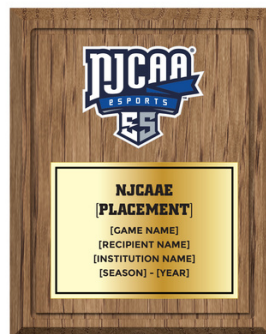 NJCAA
ESPORTS
ES
NJCAAE
[PLACEMENT]
[GAME NAME]
[RECIPIENT NAME]
[INSTITUTION NAME]
[SEASON] - [YEAR]